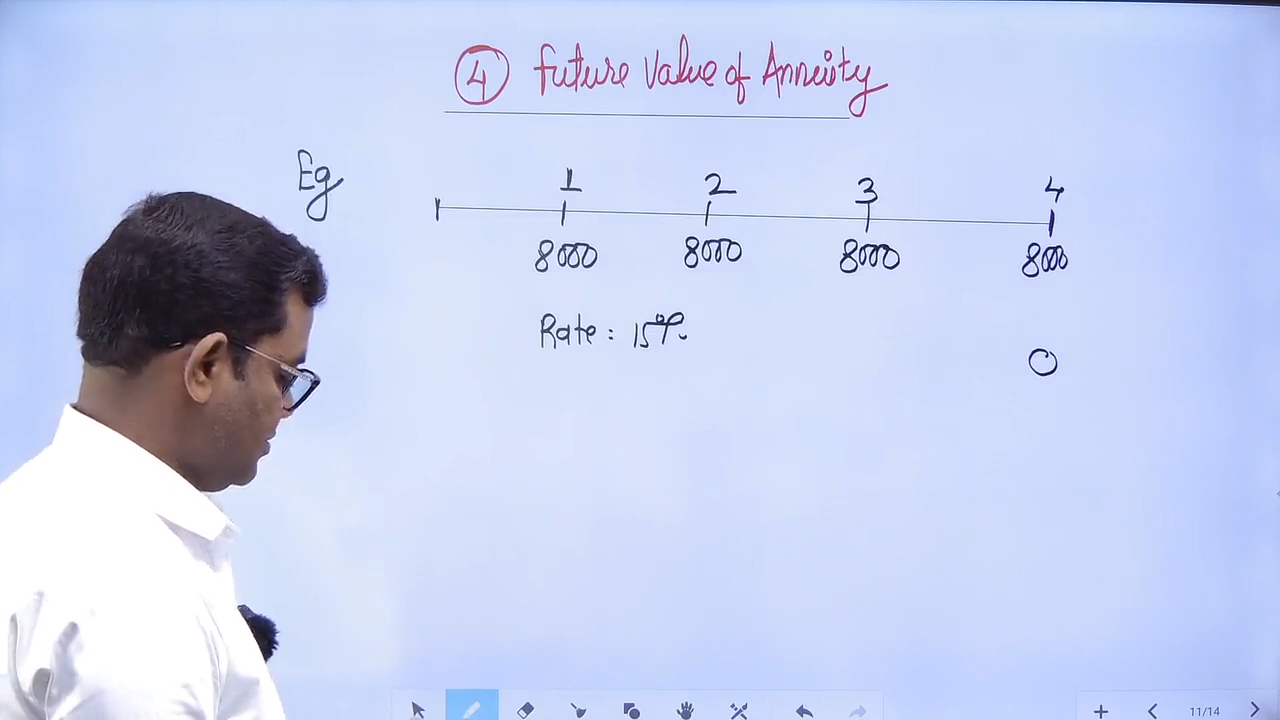 4 Future Value of Annuity
Eg
1 2 3 4
8000 8000 8000 8000
Rate : 15%.
0
11/14